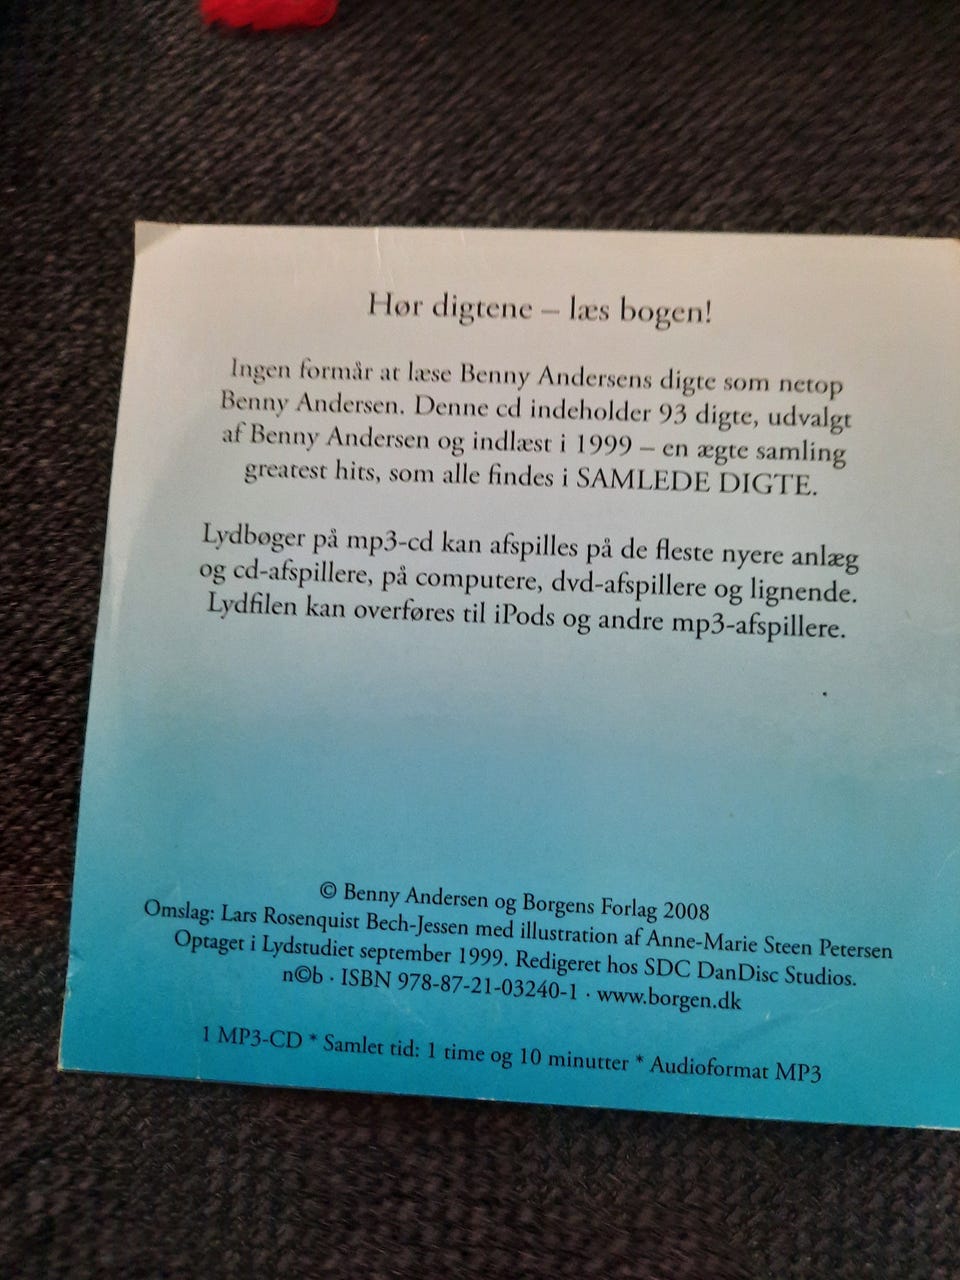 Hør digtene – læs bogen!
Ingen formår at læse Benny Andersens digte som netop
Benny Andersen. Denne cd indeholder 93 digte, udvalgt
af Benny Andersen og indlæst i 1999 – en ægte samling
greatest hits, som alle findes i SAMLEDE DIGTE.
Lydbøger på mp3-cd kan afspilles på de fleste nyere anlæg
og cd-afspillere, på computere, dvd-afspillere og lignende.
Lydfilen kan overføres til iPods og andre mp3-afspillere.
© Benny Andersen og Borgens Forlag 2008
Omslag: Lars Rosenquist Bech-Jessen med illustration af Anne-Marie Steen Petersen
Optaget i Lydstudiet september 1999. Redigeret hos SDC DanDisc Studios.
n©b · ISBN 978-87-21-03240-1 · www.borgen.dk
1 MP3-CD * Samlet tid: 1 time og 10 minutter * Audioformat MP3